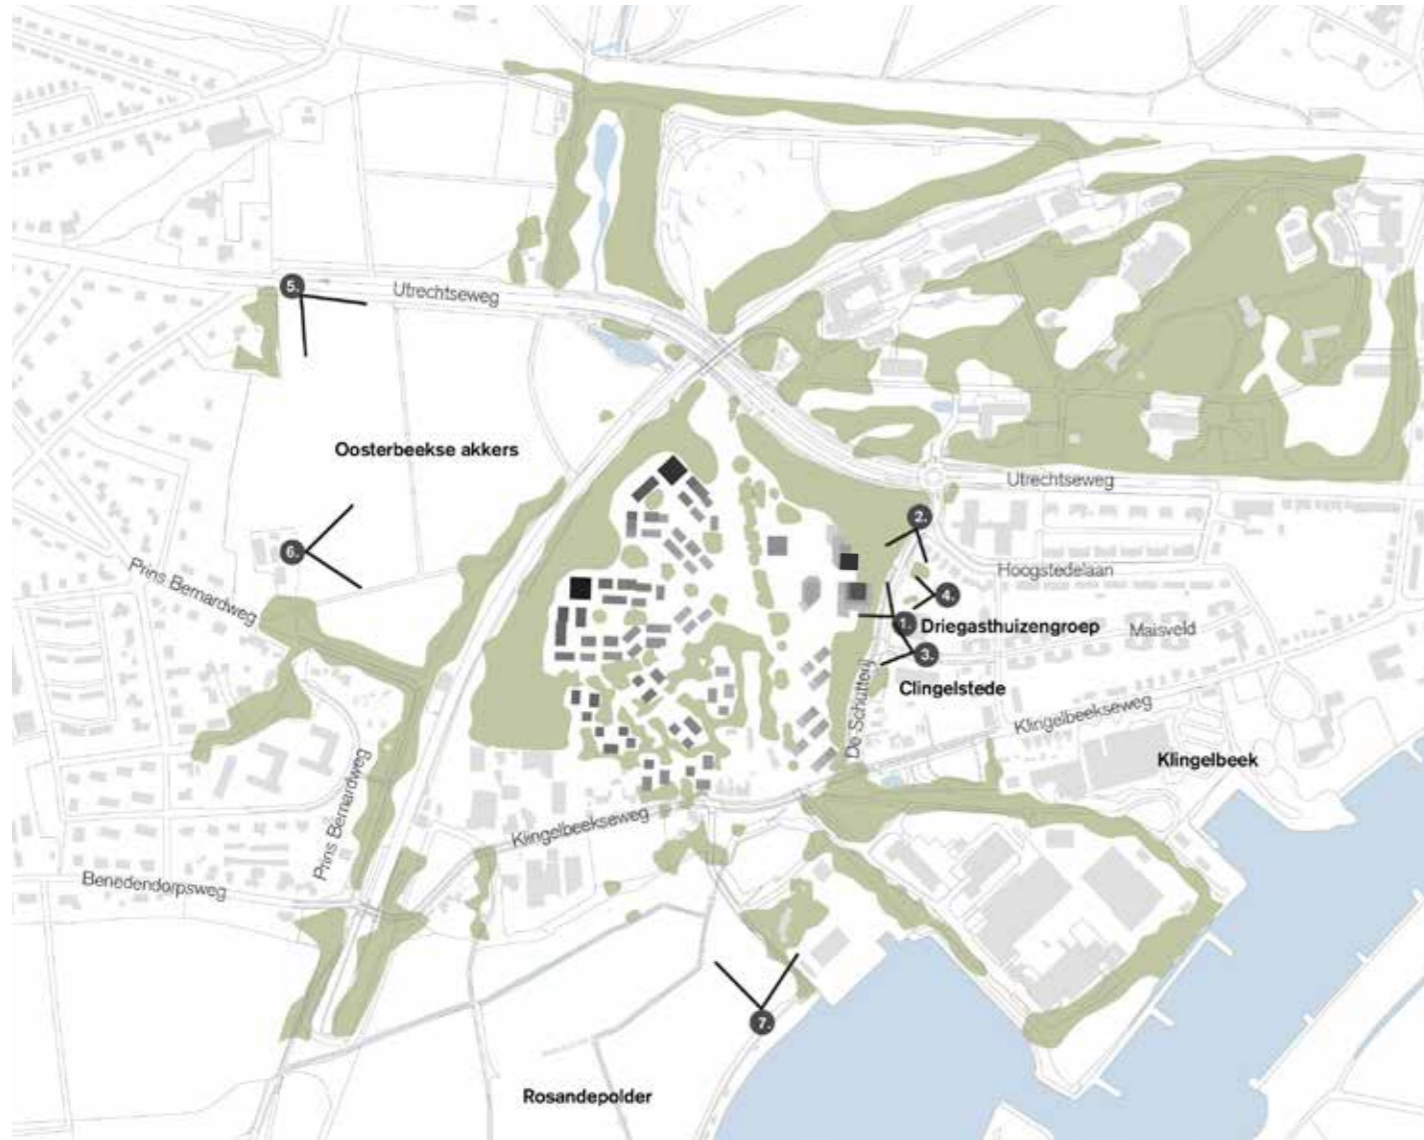 5.
Utrechtseweg
Oosterbeekse akkers
Utrechtseweg
2.
6.
Hoogstedelaan
Prins Bernardweg
4.
1.
Driegasthuizengroep
Maisveld
3.
Clingelstede
De Schutterij
Klingelbeekseweg
Klingelbeek
Prins Bernardweg
Klingelbeekseweg
Benedendorpsweg
7.
Rosandepolder